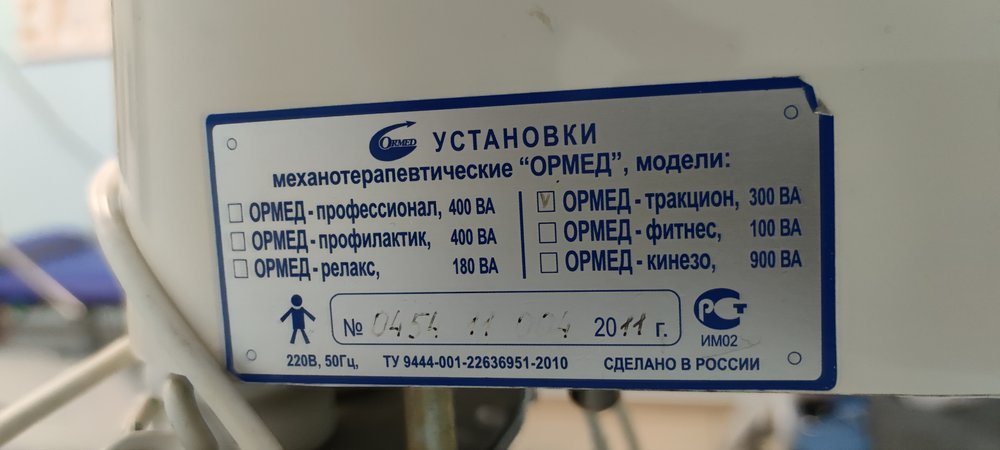 ORMED УСТАНОВКИ
механотерапевтические "ОРМЕД", модели:
ОРМЕД-профессионал, 400 ВА
ОРМЕД-профилактик, 400 ВА
ОРМЕД-релакс, 180 ВА
ОРМЕД-тракцион, 300 ВА
ОРМЕД-фитнес, 100 ВА
ОРМЕД-кинезо, 900 ВА
№ 0454 11 004 2011 г.
РСТ
ИМ02
220В, 50Гц, ТУ 9444-001-22636951-2010 СДЕЛАНО В РОССИИ